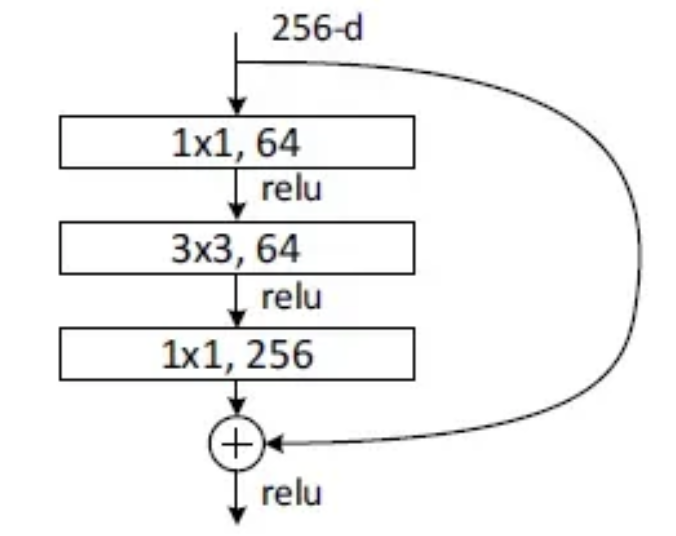 256-d
1x1, 64
relu
3x3, 64
relu
1x1, 256
relu